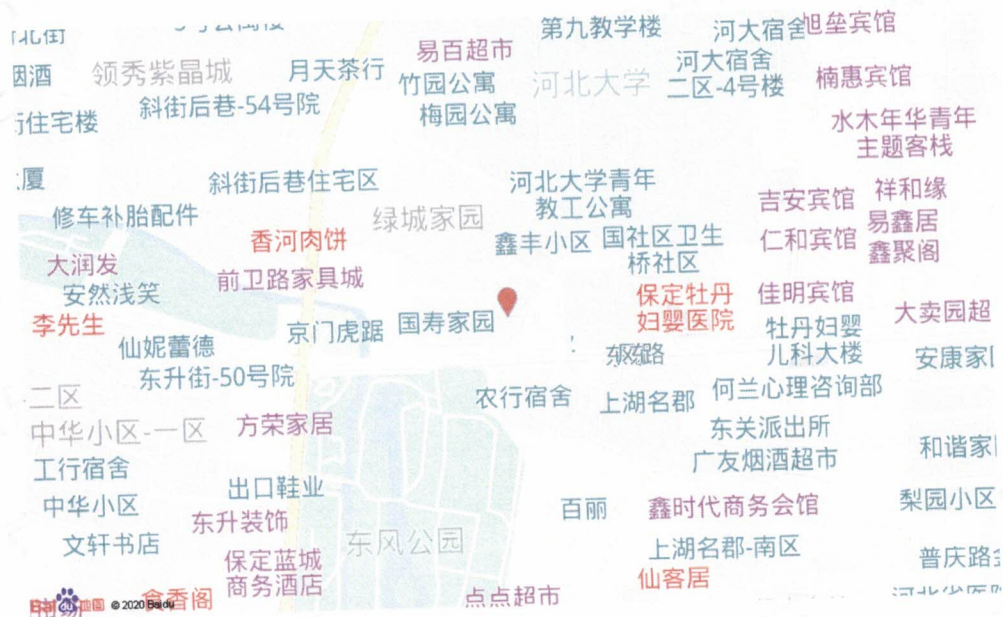 第九教学楼
河大宿舍
旭垒宾馆
易百超市
烟酒
领秀紫晶城
月天茶行
竹园公寓
河北大学
河大宿舍
二区-4号楼
楠惠宾馆
斜街后巷-54号院
梅园公寓
住宅楼
水木年华青年
主题客栈
厦
斜街后巷住宅区
河北大学青年
教工公寓
吉安宾馆
祥和缘
修车补胎配件
绿城家园
易鑫居
香河肉饼
鑫丰小区
国社区卫生
桥社区
仁和宾馆
鑫聚阁
大润发
前卫路家具城
安然浅笑
保定牡丹
妇婴医院
佳明宾馆
大卖园超
李先生
京门虎踞
国寿家园
牡丹妇婴
儿科大楼
仙妮蕾德
东升街-50号院
安康家
二区
农行宿舍
上湖名郡
何兰心理咨询部
中华小区-一区
方荣家居
东关派出所
工行宿舍
广友烟酒超市
和谐家
出口鞋业
中华小区
百丽
鑫时代商务会馆
梨园小区
东升装饰
文轩书店
东风公园
上湖名郡-南区
保定蓝城
商务酒店
普庆路
仙客居
食香阁
点点超市
Bai du 地图 © 2020 Baidu